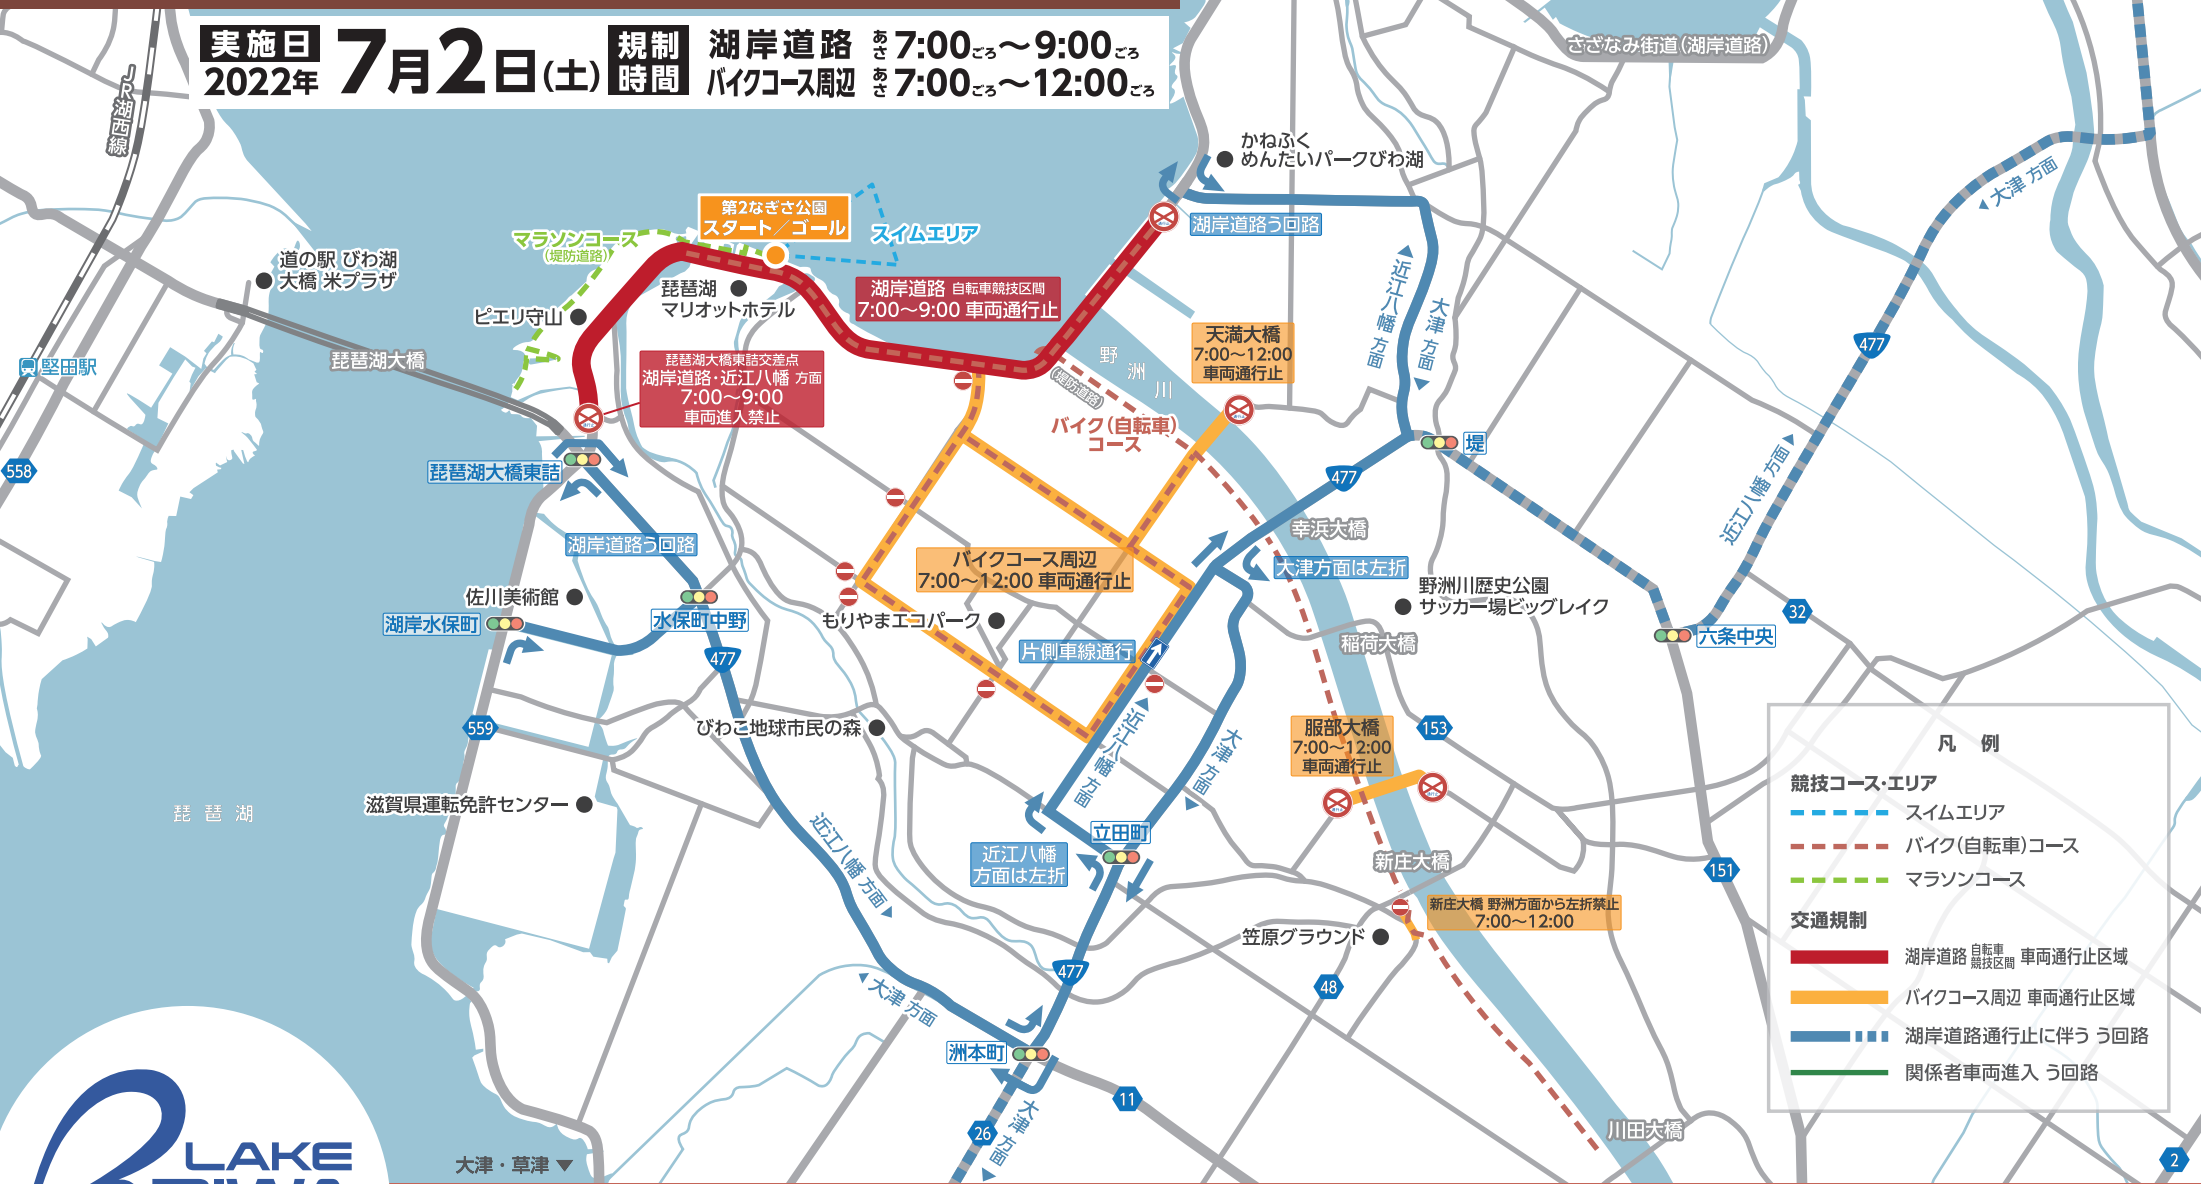 実施日
2022年 7月2日(土)
規制時間
湖岸道路 あさ7:00ごろ～9:00ごろ
バイクコース周辺 あさ7:00ごろ～12:00ごろ
さざなみ街道(湖岸道路)
JR湖西線
かねふく
めんたいパークびわ湖
大津 方面
第2なぎさ公園
スタート／ゴール
スイムエリア
マラソンコース
(堤防道路)
湖岸道路う回路
道の駅 びわ湖
大橋 米プラザ
琵琶湖
マリオットホテル
湖岸道路 自転車競技区間
7:00～9:00 車両通行止
近江八幡 方面
大津 方面
ピエリ守山
天満大橋
7:00～12:00
車両通行止
477
堅田駅
琵琶湖大橋
琵琶湖大橋東詰交差点
湖岸道路・近江八幡 方面
7:00～9:00
車両進入禁止
野洲川
(堤防道路)
バイク(自転車)
コース
堤
558
琵琶湖大橋東詰
477
近江八幡 方面
幸浜大橋
湖岸道路う回路
バイクコース周辺
7:00～12:00 車両通行止
大津方面は左折
佐川美術館
野洲川歴史公園
サッカー場ビッグレイク
32
湖岸水保町
水保町中野
もりやまエコパーク
六条中央
477
片側車線通行
稲荷大橋
559
びわこ地球市民の森
近江八幡 方面
大津 方面
服部大橋
7:00～12:00
車両通行止
153
滋賀県運転免許センター
琵琶湖
近江八幡 方面
立田町
近江八幡
方面は左折
新庄大橋
151
新庄大橋 野洲方面から左折禁止
7:00～12:00
笠原グラウンド
477
48
大津 方面
洲本町
11
大津 方面
26
川田大橋
2
大津・草津
凡 例
競技コース・エリア
スイムエリア
バイク(自転車)コース
マラソンコース
交通規制
湖岸道路 自転車競技区間 車両通行止区域
バイクコース周辺 車両通行止区域
湖岸道路通行止に伴う う回路
関係者車両進入 う回路
LAKE